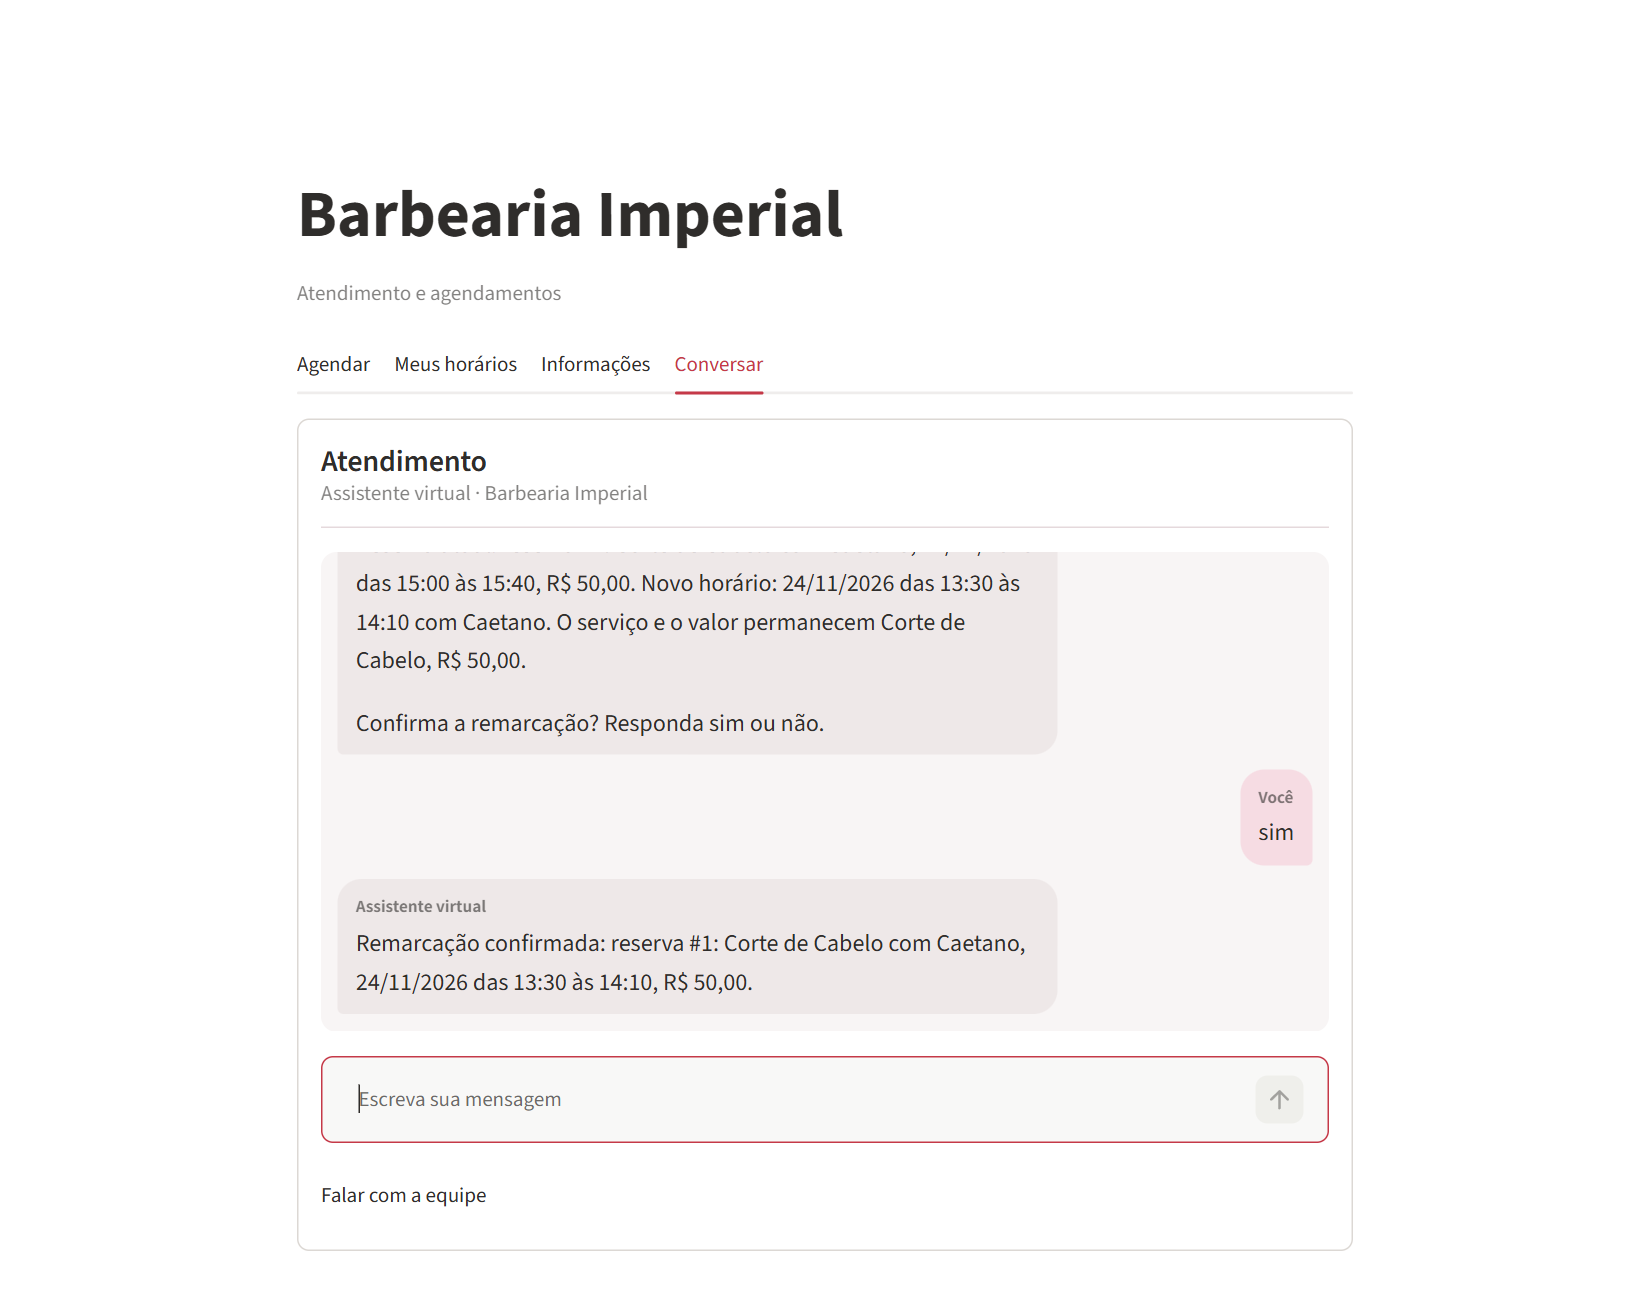 Barbearia Imperial
Atendimento e agendamentos
Agendar Meus horários Informações Conversar
Atendimento
Assistente virtual · Barbearia Imperial
das 15:00 às 15:40, R$ 50,00. Novo horário: 24/11/2026 das 13:30 às
14:10 com Caetano. O serviço e o valor permanecem Corte de
Cabelo, R$ 50,00.
Confirma a remarcação? Responda sim ou não.
Você
sim
Assistente virtual
Remarcação confirmada: reserva #1: Corte de Cabelo com Caetano,
24/11/2026 das 13:30 às 14:10, R$ 50,00.
Escreva sua mensagem
Falar com a equipe